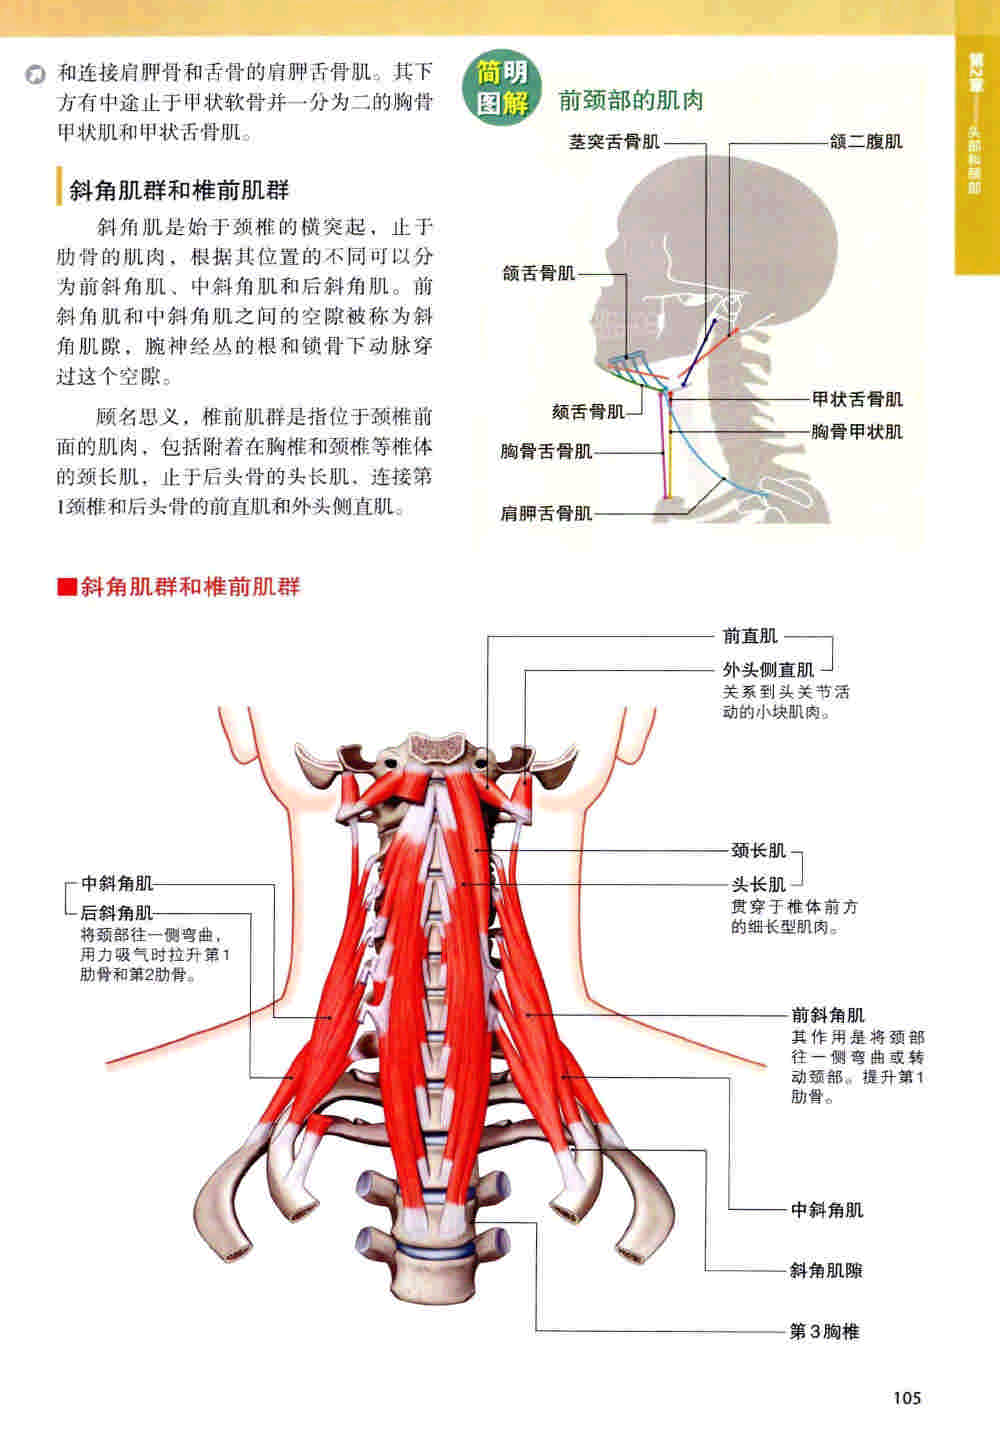 和连接肩胛骨和舌骨的肩胛舌骨肌。其下
方有中途止于甲状软骨并一分为二的胸骨
甲状肌和甲状舌骨肌。
斜角肌群和椎前肌群
斜角肌是始于颈椎的横突起，止于
肋骨的肌肉，根据其位置的不同可以分
为前斜角肌、中斜角肌和后斜角肌。前
斜角肌和中斜角肌之间的空隙被称为斜
角肌隙，腕神经丛的根和锁骨下动脉穿
过这个空隙。
顾名思义，椎前肌群是指位于颈椎前
面的肌肉，包括附着在胸椎和颈椎等椎体
的颈长肌，止于后头骨的头长肌、连接第
1颈椎和后头骨的前直肌和外头侧直肌。
简明
图解
前颈部的肌肉
茎突舌骨肌
颌二腹肌
颌舌骨肌
颏舌骨肌
胸骨舌骨肌
肩胛舌骨肌
甲状舌骨肌
胸骨甲状肌
第2章——头部和颈部
■斜角肌群和椎前肌群
前直肌
外头侧直肌
关系到头关节活
动的小块肌肉。
颈长肌
头长肌
贯穿于椎体前方
的细长型肌肉。
中斜角肌
后斜角肌
将颈部往一侧弯曲，
用力吸气时拉升第1
肋骨和第2肋骨。
前斜角肌
其作用是将颈部
往一侧弯曲或转
动颈部。提升第1
肋骨。
中斜角肌
斜角肌隙
第3胸椎
105